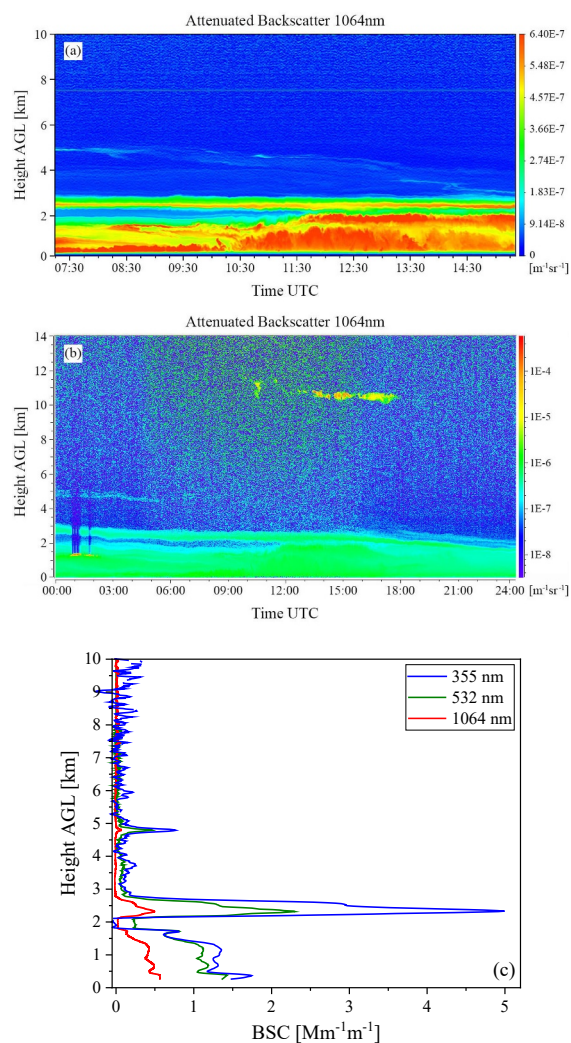 Attenuated Backscatter 1064nm
(a)
Height AGL [km]
10
8
6
4
2
0
07:30 08:30 09:30 10:30 11:30 12:30 13:30 14:30
Time UTC
6.40E-7
5.49E-7
4.57E-7
3.66E-7
2.74E-7
1.83E-7
9.14E-8
0
[m⁻¹sr⁻¹]
Attenuated Backscatter 1064nm
(b)
Height AGL [km]
14
12
10
8
6
4
2
0
00:00 03:00 06:00 09:00 12:00 15:00 18:00 21:00 24:00
Time UTC
1E-4
1E-5
1E-6
1E-7
1E-8
[m⁻¹sr⁻¹]
355 nm
532 nm
1064 nm
Height AGL [km]
10
9
8
7
6
5
4
3
2
1
0
0 1 2 3 4 5
(c)
BSC [Mm⁻¹m⁻¹]